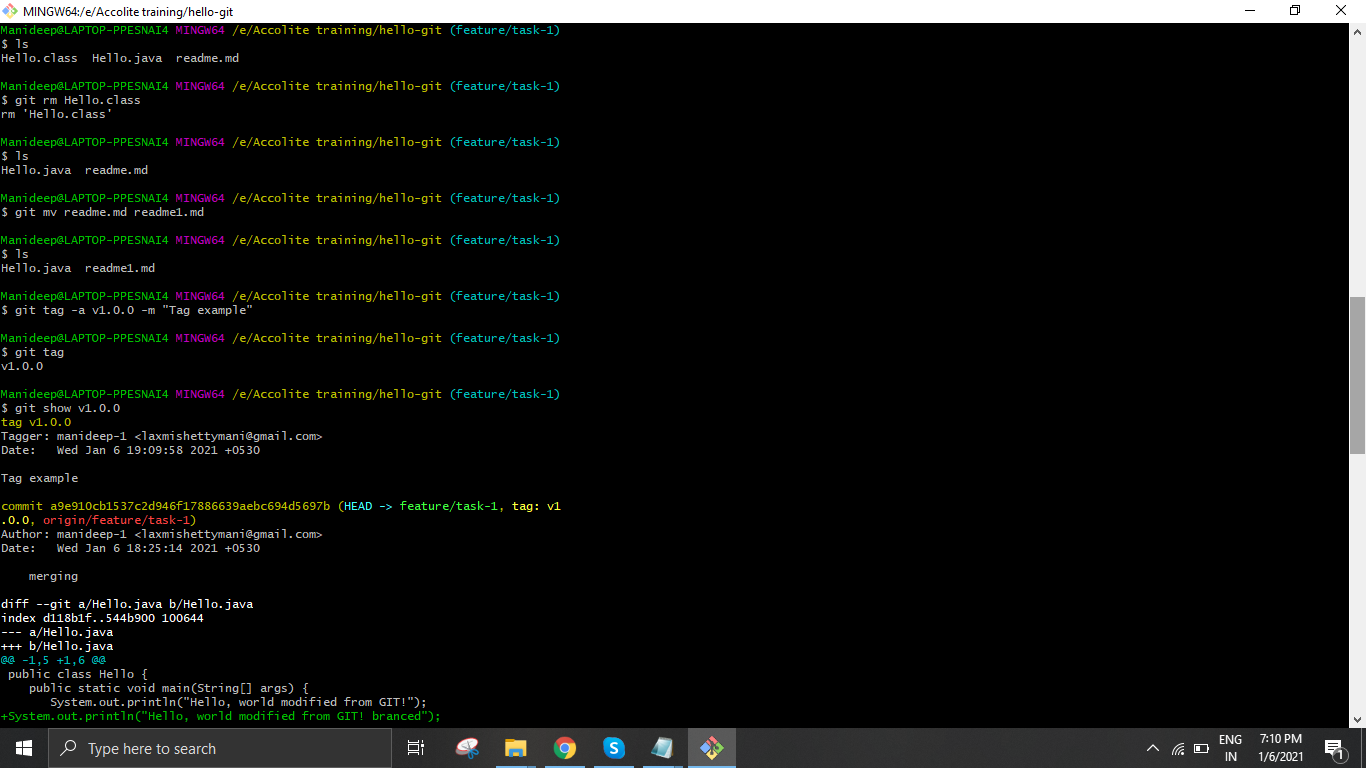 MINGW64:/e/Accolite training/hello-git
Manideep@LAPTOP-PPESNAI4 MINGW64 /e/Accolite training/hello-git (feature/task-1)
$ ls
Hello.class  Hello.java  readme.md
Manideep@LAPTOP-PPESNAI4 MINGW64 /e/Accolite training/hello-git (feature/task-1)
$ git rm Hello.class
rm 'Hello.class'
Manideep@LAPTOP-PPESNAI4 MINGW64 /e/Accolite training/hello-git (feature/task-1)
$ ls
Hello.java  readme.md
Manideep@LAPTOP-PPESNAI4 MINGW64 /e/Accolite training/hello-git (feature/task-1)
$ git mv readme.md readme1.md
Manideep@LAPTOP-PPESNAI4 MINGW64 /e/Accolite training/hello-git (feature/task-1)
$ ls
Hello.java  readme1.md
Manideep@LAPTOP-PPESNAI4 MINGW64 /e/Accolite training/hello-git (feature/task-1)
$ git tag -a v1.0.0 -m "Tag example"
Manideep@LAPTOP-PPESNAI4 MINGW64 /e/Accolite training/hello-git (feature/task-1)
$ git tag
v1.0.0
Manideep@LAPTOP-PPESNAI4 MINGW64 /e/Accolite training/hello-git (feature/task-1)
$ git show v1.0.0
tag v1.0.0
Tagger: manideep-1 <laxmishettymani@gmail.com>
Date:   Wed Jan 6 19:09:58 2021 +0530
Tag example
commit a9e910cb1537c2d946f17886639aebc694d5697b (HEAD -> feature/task-1, tag: v1
.0.0, origin/feature/task-1)
Author: manideep-1 <laxmishettymani@gmail.com>
Date:   Wed Jan 6 18:25:14 2021 +0530
    merging
diff --git a/Hello.java b/Hello.java
index d118b1f..544b900 100644
--- a/Hello.java
+++ b/Hello.java
@@ -1,5 +1,6 @@
 public class Hello {
    public static void main(String[] args) {
       System.out.println("Hello, world modified from GIT!");
+System.out.println("Hello, world modified from GIT! branced");
Type here to search
S
ENG
IN
7:10 PM
1/6/2021
1